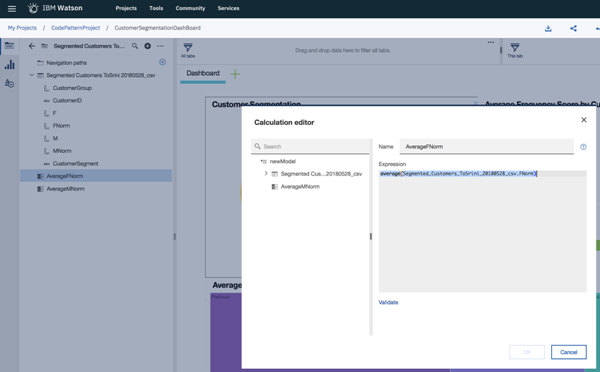 IBM Watson
Projects
Tools
Community
Services
My Projects / CodePatternProject / CustomerSegmentationDashBoard
Segmented Customers To...
Navigation paths
Segmented Customers ToSrini 20180528_csv
CustomerGroup
CustomerID
F
FNorm
M
MNorm
CustomerSegment
AverageFNorm
AverageMNorm
All tabs
Drag and drop data here to filter all tabs.
This tab
Dashboard
Customer Segmentation
Average Frequency Score by C
Average
Calculation editor
Search
newModel
Segmented Cus...20180528_csv
AverageMNorm
Name
AverageFNorm
Expression
average(Segmented_Customers_ToSrini_20180528_csv.FNorm)
Validate
OK
Cancel